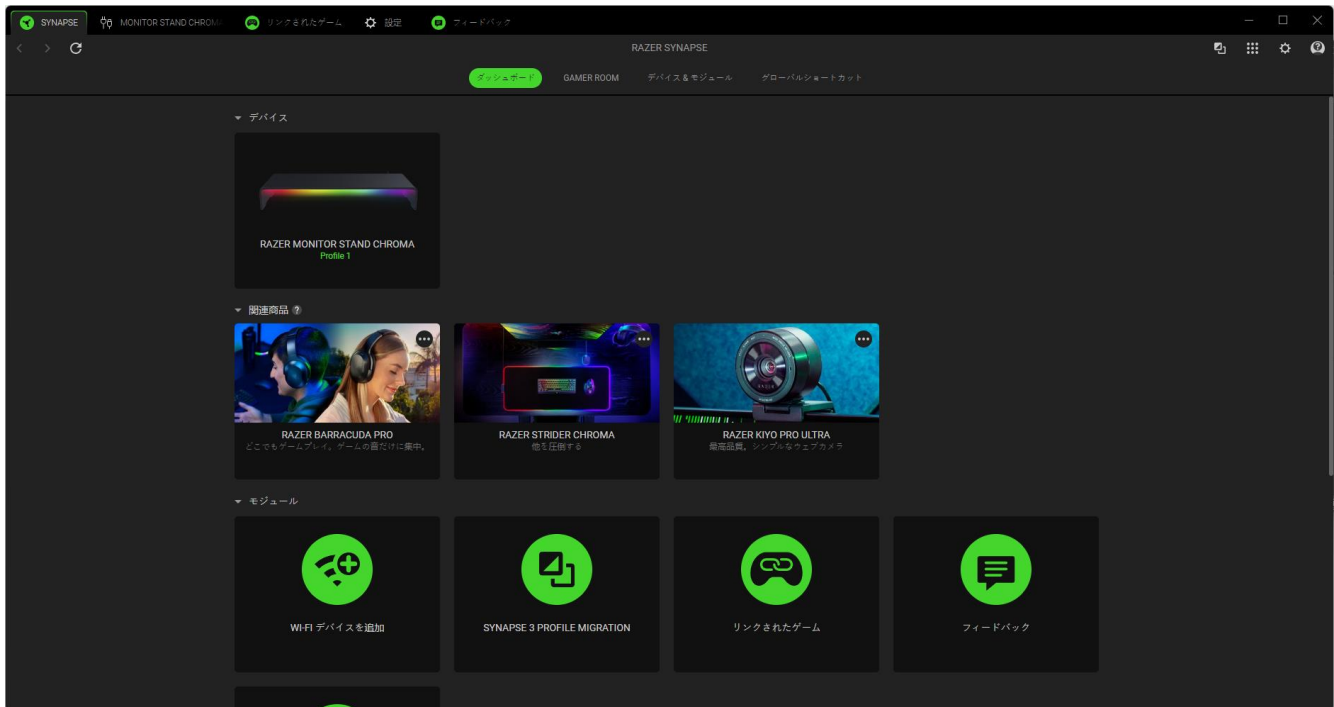 SYNAPSE
MONITOR STAND CHROM
リンクされたゲーム
設定
フィードバック
RAZER SYNAPSE
ダッシュボード
GAMER ROOM
デバイス & モジュール
グローバルショートカット
デバイス
RAZER MONITOR STAND CHROMA
Profile 1
関連商品 ?
RAZER BARRACUDA PRO
どこでもゲームプレイ。ゲームの音だけに集中。
RAZER STRIDER CHROMA
他を圧倒する
RAZER KIYO PRO ULTRA
最高品質。シンプルなウェブカメラ
モジュール
WI-FI デバイスを追加
SYNAPSE 3 PROFILE MIGRATION
リンクされたゲーム
フィードバック